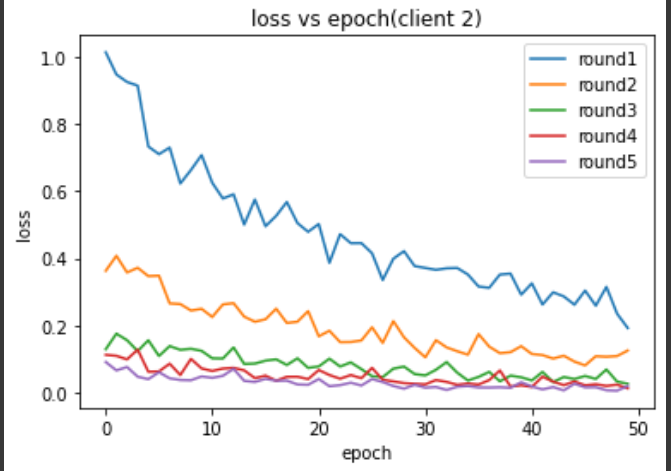 loss vs epoch(client 2)
1.0
0.8
0.6
0.4
0.2
0.0
loss
round1
round2
round3
round4
round5
0 10 20 30 40 50
epoch